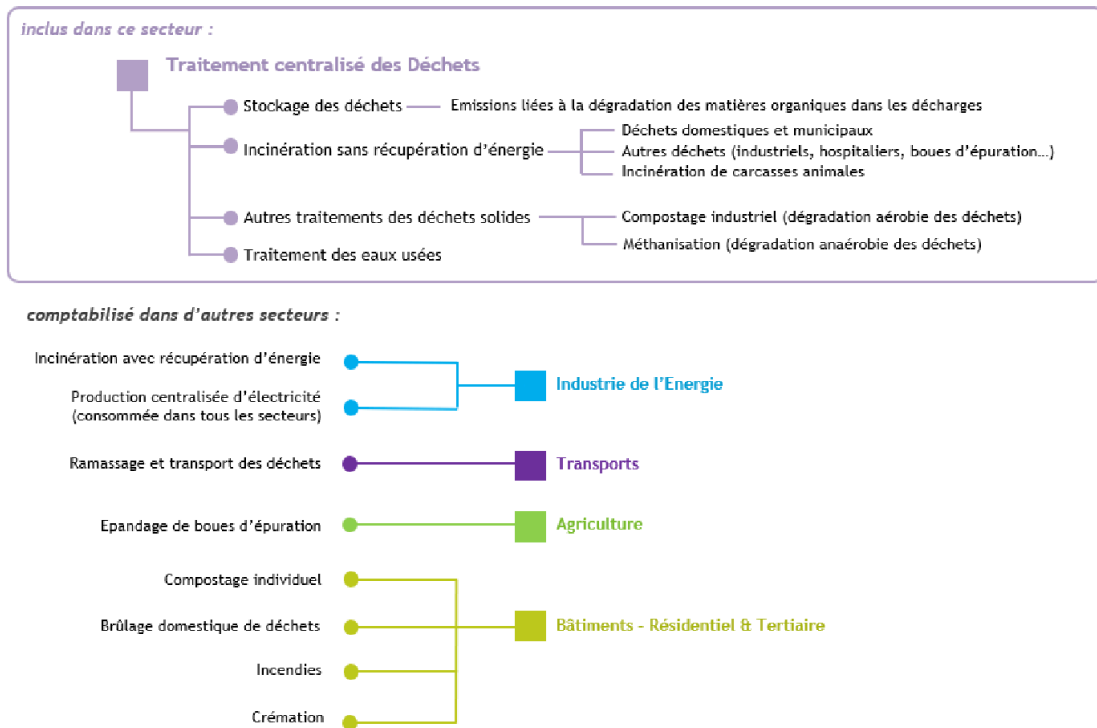 inclus dans ce secteur :
Traitement centralisé des Déchets
Stockage des déchets
Emissions liées à la dégradation des matières organiques dans les décharges
Incinération sans récupération d'énergie
Déchets domestiques et municipaux
Autres déchets (industriels, hospitaliers, boues d'épuration…)
Incinération de carcasses animales
Autres traitements des déchets solides
Compostage industriel (dégradation aérobie des déchets)
Méthanisation (dégradation anaérobie des déchets)
Traitement des eaux usées
comptabilisé dans d'autres secteurs :
Incinération avec récupération d'énergie
Production centralisée d'électricité
(consommée dans tous les secteurs)
Industrie de l'Energie
Ramassage et transport des déchets
Transports
Epandage de boues d'épuration
Agriculture
Compostage individuel
Brûlage domestique de déchets
Bâtiments - Résidentiel & Tertiaire
Incendies
Crémation